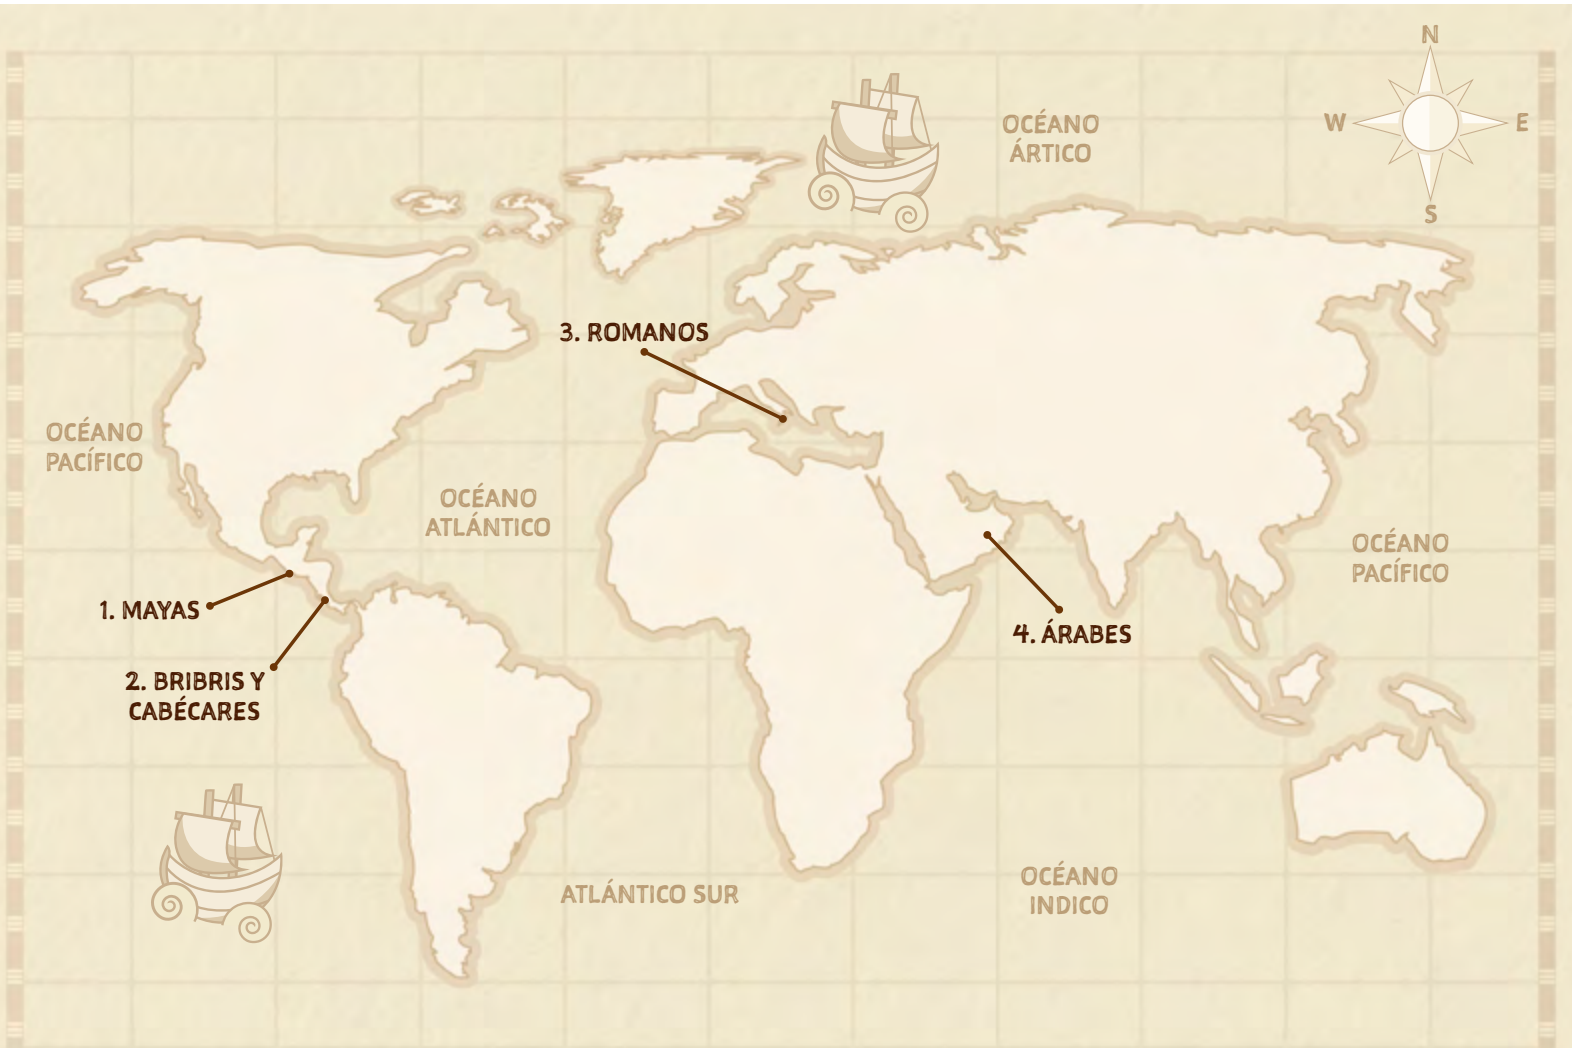 N
W
E
S
OCÉANO
ÁRTICO
3. ROMANOS
OCÉANO
PACÍFICO
OCÉANO
ATLÁNTICO
OCÉANO
PACÍFICO
1. MAYAS
4. ÁRABES
2. BRIBRIS Y
CABÉCARES
ATLÁNTICO SUR
OCÉANO
INDICO